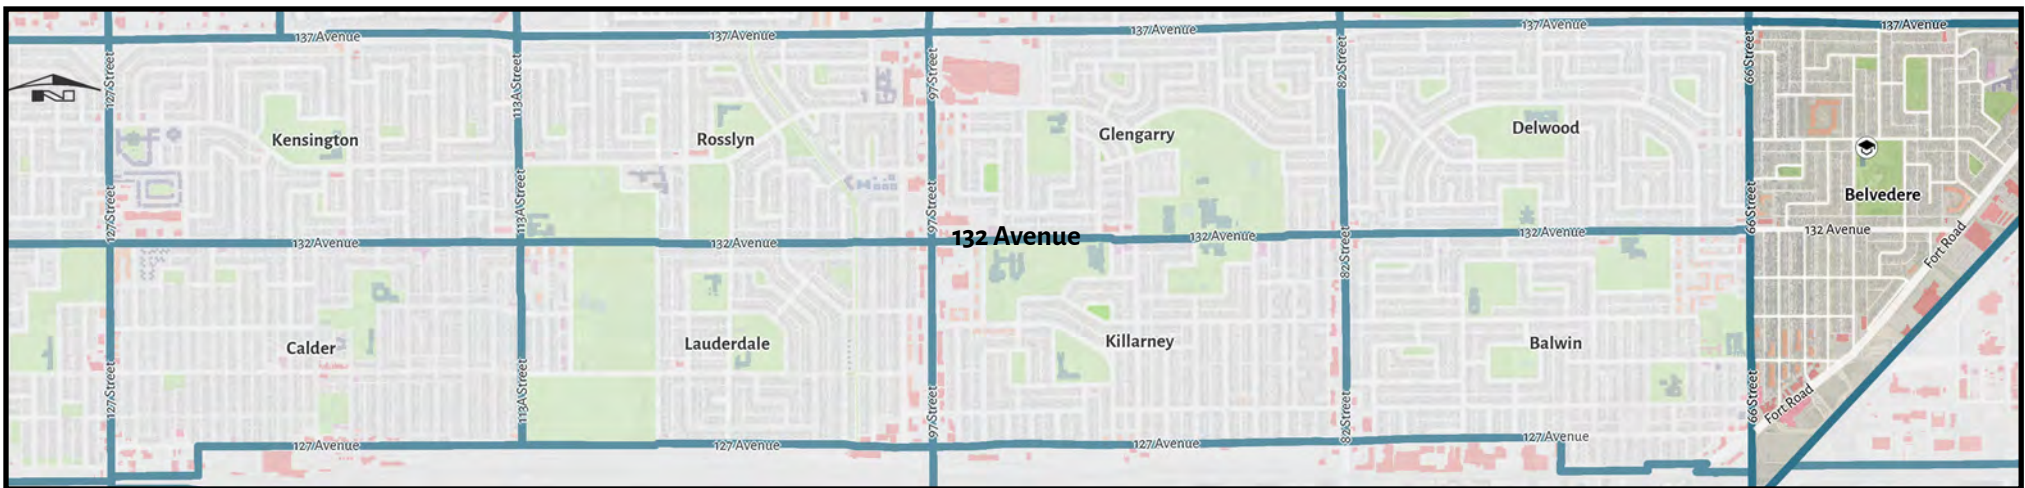 137 Avenue
137 Avenue
137 Avenue
137 Avenue
137 Avenue
127 Street
113A Street
97 Street
82 Street
66 Street
Kensington
Rosslyn
Glengarry
Delwood
Belvedere
127 Street
113A Street
97 Street
66 Street
132 Avenue
132 Avenue
132 Avenue
132 Avenue
132 Avenue
132 Avenue
82 Street
Fort Road
Calder
Lauderdale
Killarney
Balwin
127 Street
113A Street
97 Street
82 Street
66 Street
Fort Road
127 Avenue
127 Avenue
127 Avenue
127 Avenue